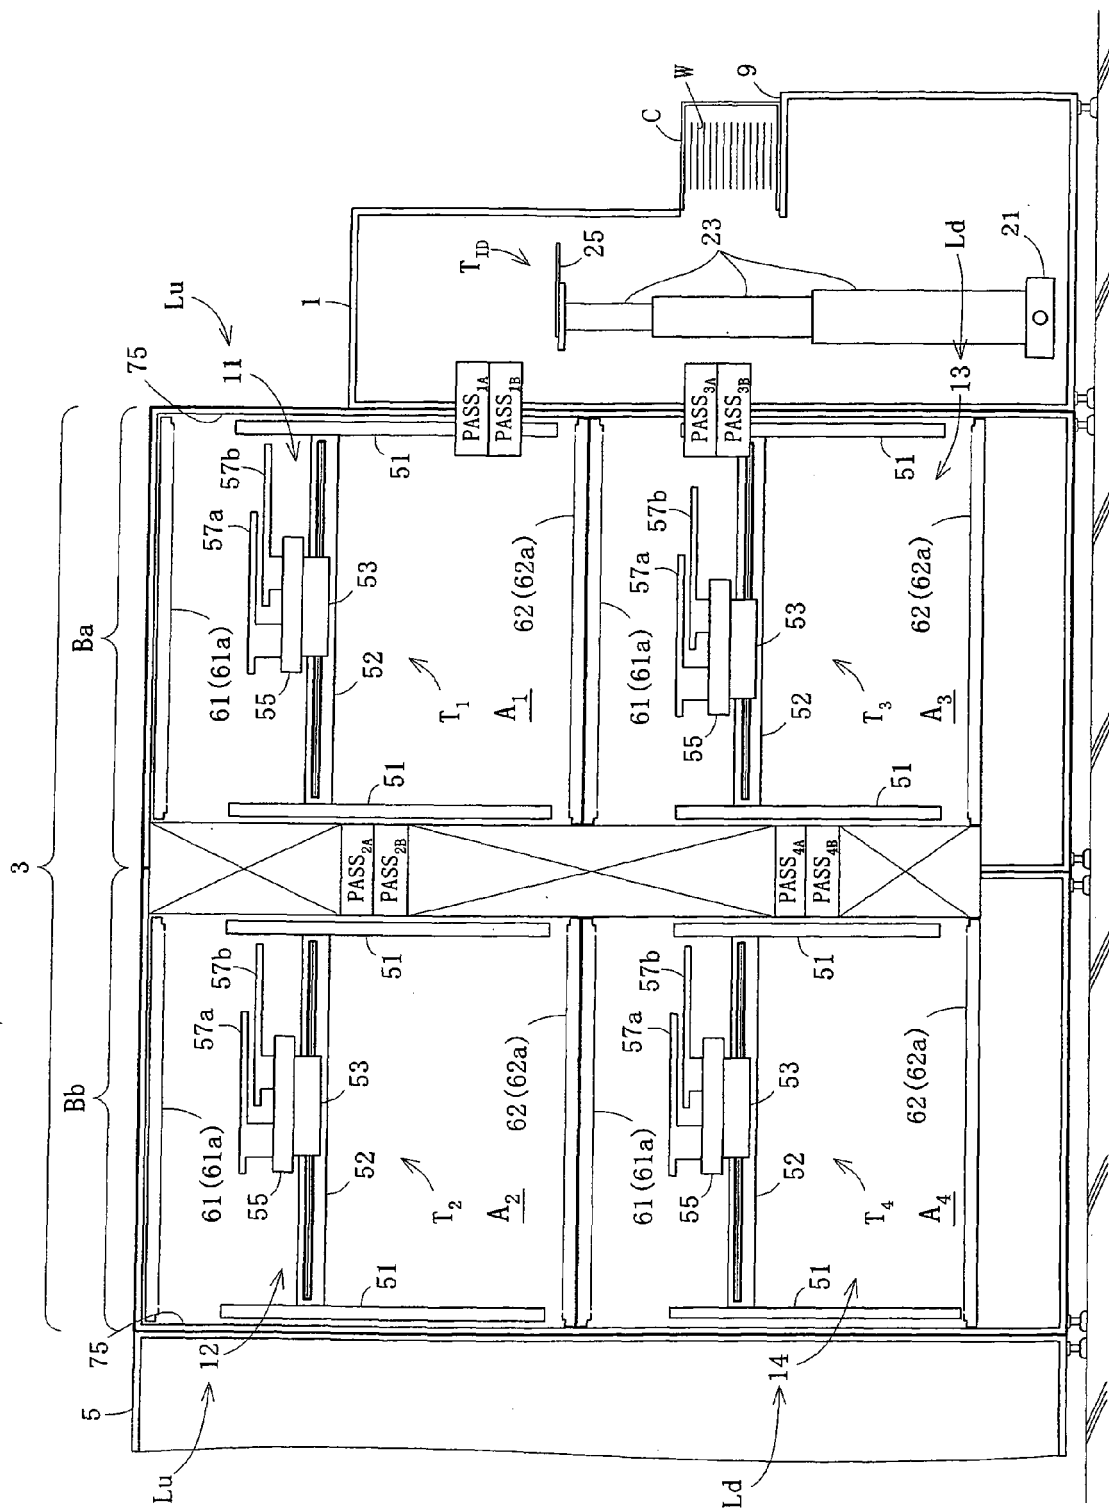 3
Bb
Ba
5
75
75
Lu
1
11
12
Lu
61(61a)
55
57a
57b
53
52
51
51
T2
A2
62(62a)
61(61a)
55
57a
57b
53
52
51
51
T1
A1
62(62a)
PASS2A
PASS2B
PASS1A
PASS1B
TID
25
C
W
9
23
Ld
21
61(61a)
55
57a
57b
53
52
51
51
T4
A4
62(62a)
61(61a)
55
57a
57b
53
52
51
51
T3
A3
62(62a)
PASS4A
PASS4B
PASS3A
PASS3B
13
14
Ld